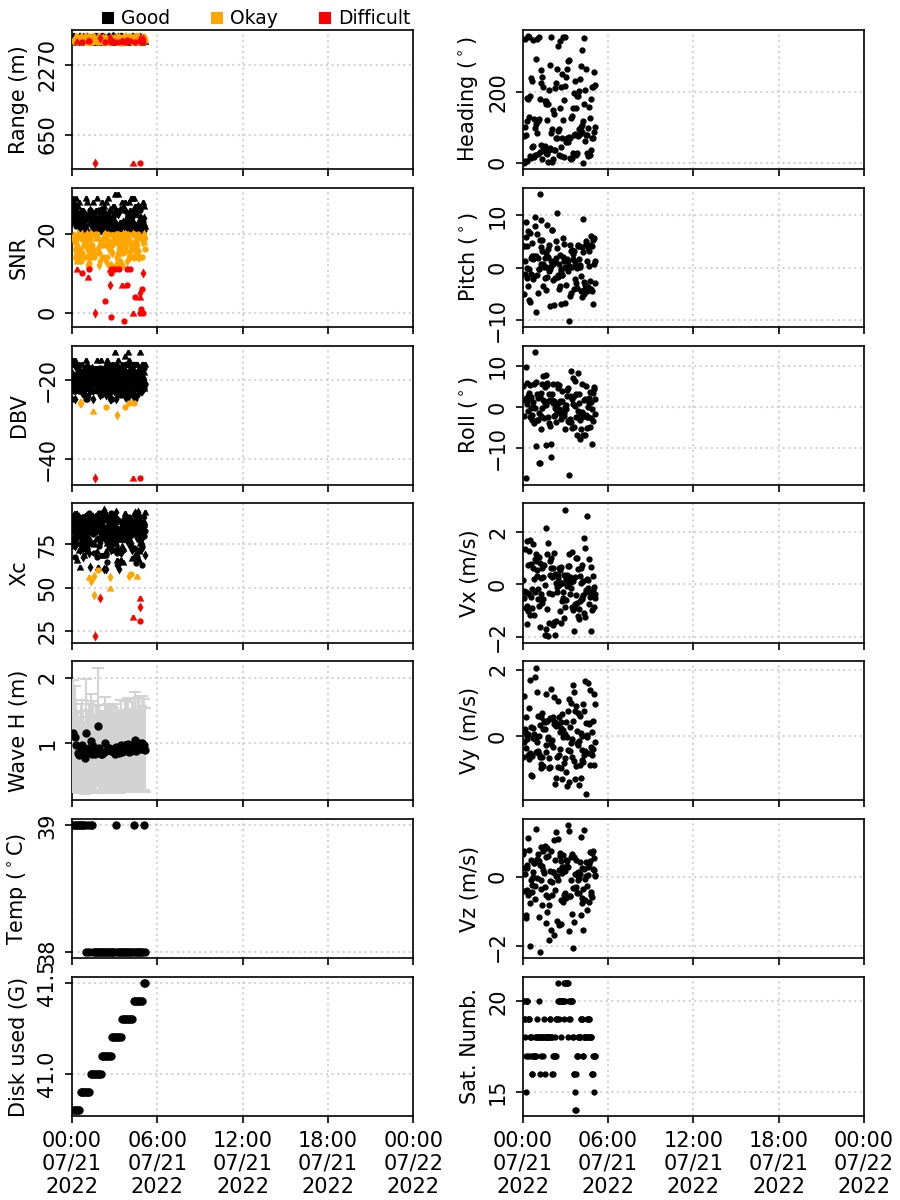 Good Okay Difficult
Range (m)
2270
650
Heading (°)
200
0
SNR
20
0
Pitch (°)
10
0
−10
DBV
−20
−40
Roll (°)
10
0
−10
Xc
75
50
25
Vx (m/s)
2
0
−2
Wave H (m)
2
1
Vy (m/s)
2
0
Temp (°C)
39
38
Vz (m/s)
0
−2
Disk used (G)
41.5
41.0
Sat. Numb.
20
15
00:00 06:00 12:00 18:00 00:00
07/21 07/21 07/21 07/21 07/22
2022 2022 2022 2022 2022
00:00 06:00 12:00 18:00 00:00
07/21 07/21 07/21 07/21 07/22
2022 2022 2022 2022 2022